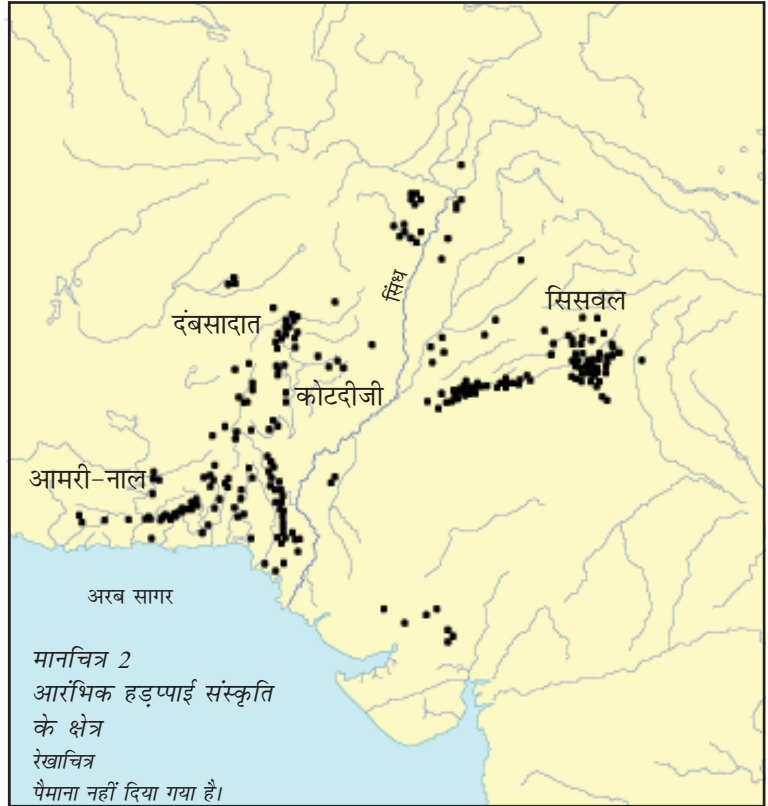 सिंध
सिसवल
दंबसादात
कोटदीजी
आमरी-नाल
अरब सागर
मानचित्र 2
आरंभिक हड़प्पाई संस्कृति
के क्षेत्र
रेखाचित्र
पैमाना नहीं दिया गया है।